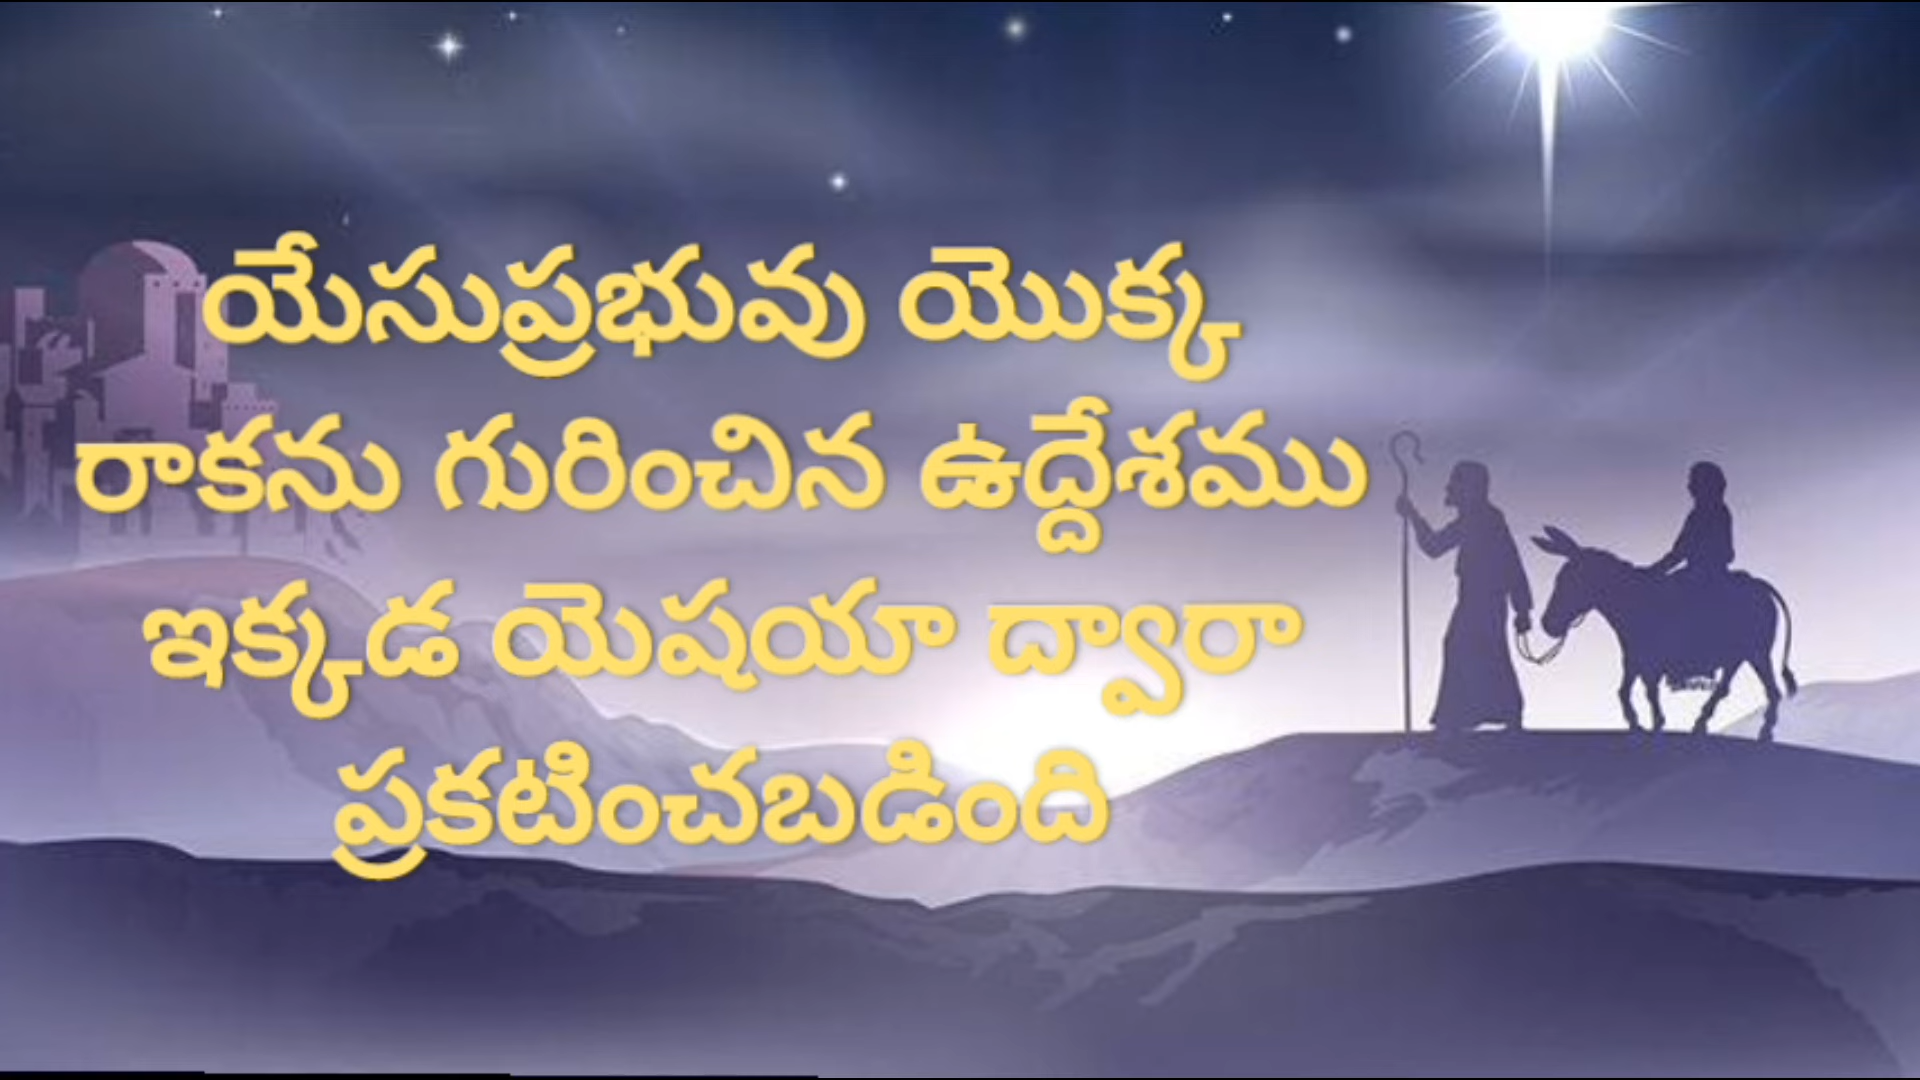 యేసుప్రభువు యొక్క
రాకను గురించిన ఉద్దేశము
ఇక్కడ యెషయా ద్వారా
ప్రకటించబడింది